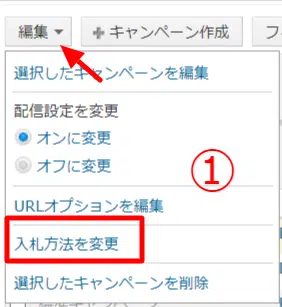 編集 キャンペーン作成 フ
選択したキャンペーンを編集
配信設定を変更
オンに変更
オフに変更
①
URLオプションを編集
入札方法を変更
選択したキャンペーンを削除